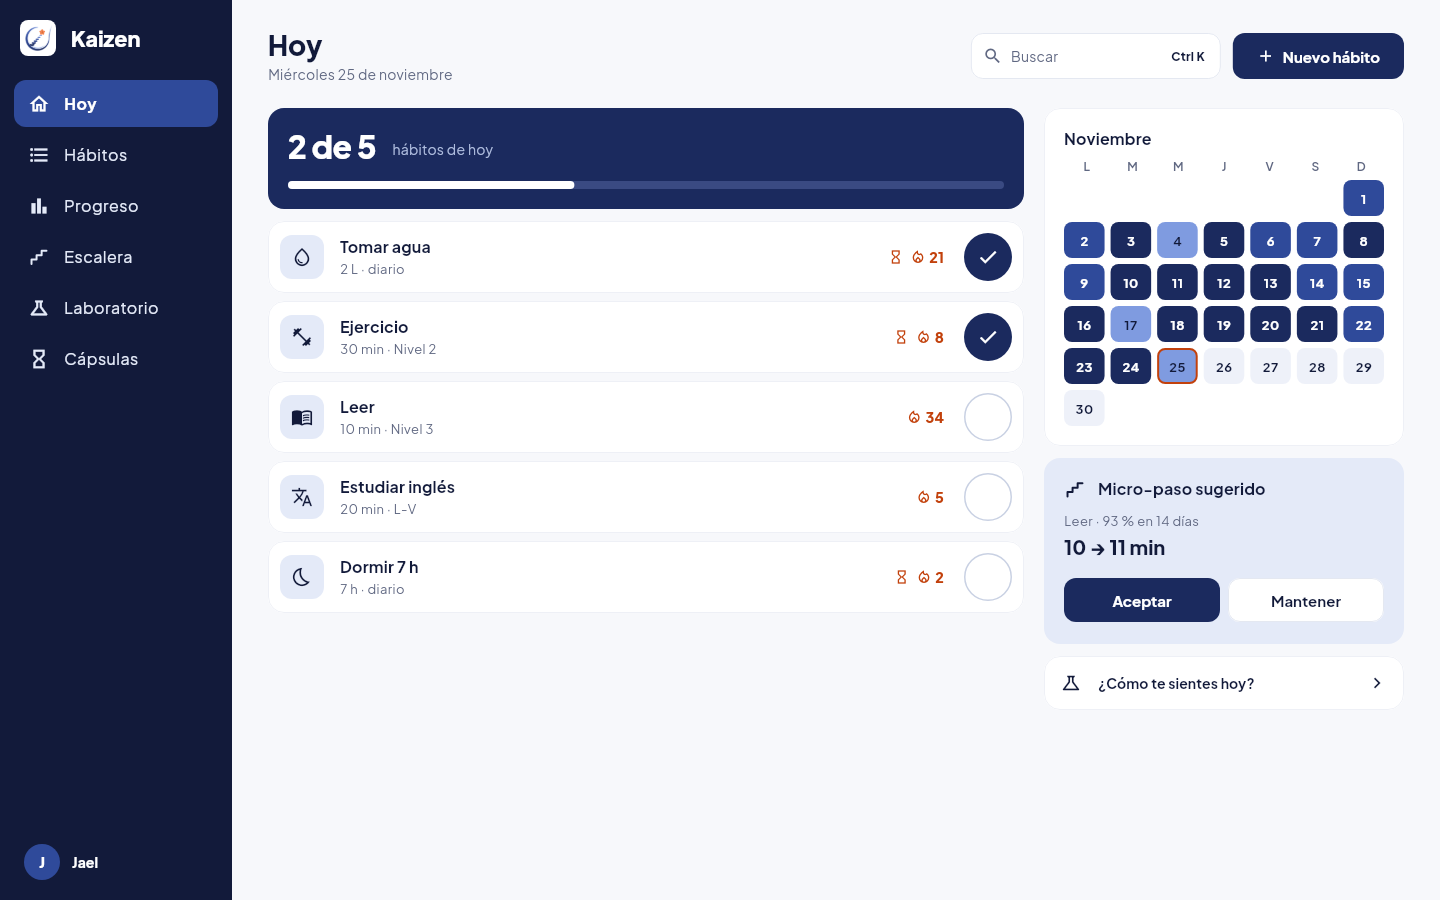 Kaizen
Hoy
Hábitos
Progreso
Escalera
Laboratorio
Cápsulas
J Jael
Hoy
Miércoles 25 de noviembre
Buscar Ctrl K
+ Nuevo hábito
2 de 5 hábitos de hoy
Tomar agua
2 L · diario
21
Ejercicio
30 min · Nivel 2
8
Leer
10 min · Nivel 3
34
Estudiar inglés
20 min · L-V
5
Dormir 7 h
7 h · diario
2
Noviembre
L M M J V S D
1
2 3 4 5 6 7 8
9 10 11 12 13 14 15
16 17 18 19 20 21 22
23 24 25 26 27 28 29
30
Micro-paso sugerido
Leer · 93 % en 14 días
10 → 11 min
Aceptar Mantener
¿Cómo te sientes hoy?